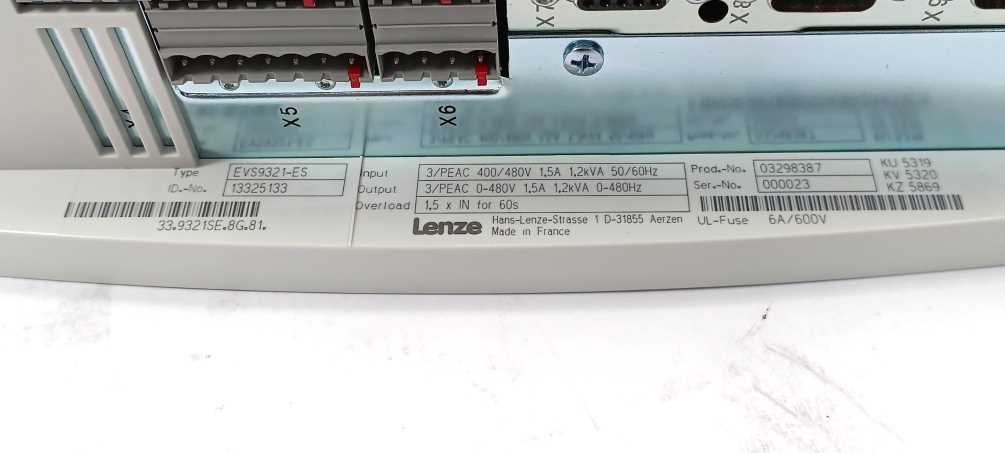 X7
X8
X5
X6
Type EVS9321-ES
ID.-No. 13325133
33.9321SE.8G.81.
Input 3/PEAC 400/480V 1,5A 1,2kVA 50/60Hz
Output 3/PEAC 0-480V 1,5A 1,2kVA 0-480Hz
Overload 1,5 x IN for 60s
Lenze Hans-Lenze-Strasse 1 D-31855 Aerzen
Made in France
Prod.-No. 03298387
Ser.-No. 000023
UL-Fuse 6A/600V
KU 5319
KV 5320
KZ 5869